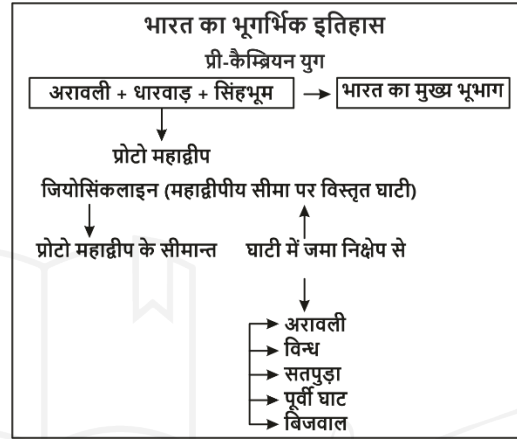 भारत का भूगर्भिक इतिहास
प्री-कैम्ब्रियन युग
अरावली + धारवाड़ + सिंहभूम
भारत का मुख्य भूभाग
प्रोटो महाद्वीप
जियोसिंकलाइन (महाद्वीपीय सीमा पर विस्तृत घाटी)
प्रोटो महाद्वीप के सीमान्त
घाटी में जमा निक्षेप से
अरावली
विन्ध
सतपुड़ा
पूर्वी घाट
बिजवाल